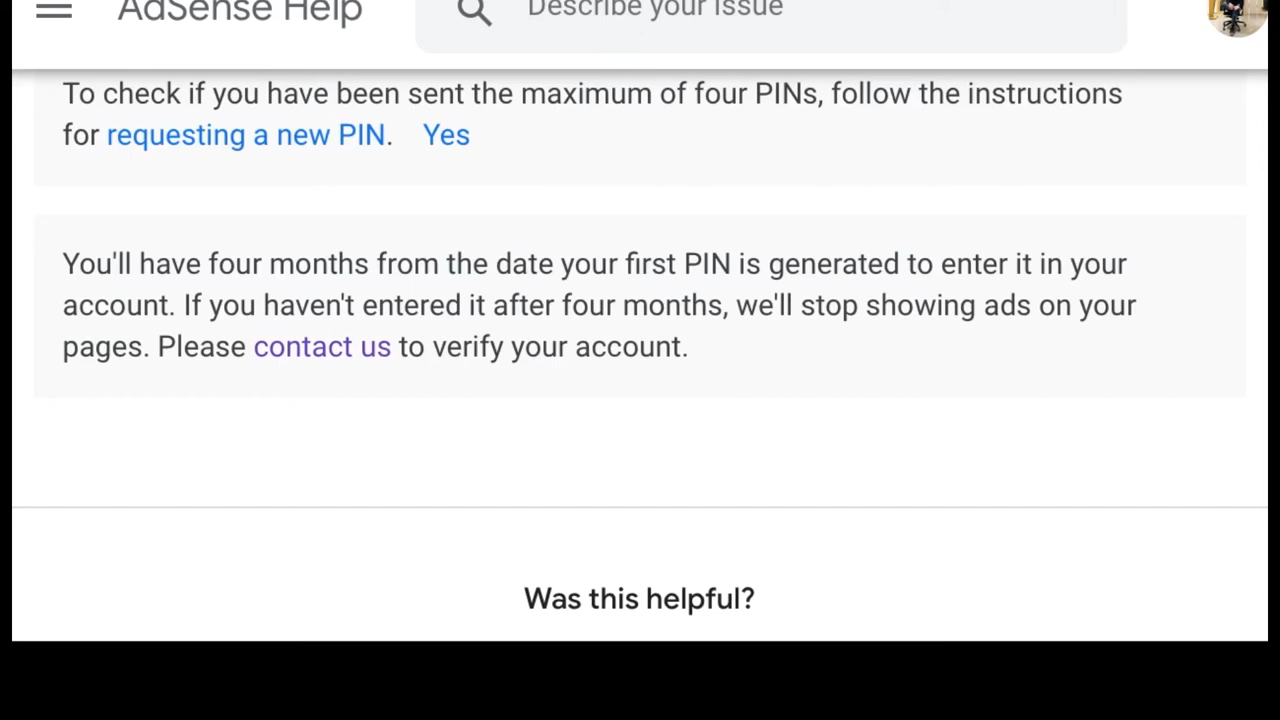 AdSense Help
Describe your issue
To check if you have been sent the maximum of four PINs, follow the instructions
for requesting a new PIN. Yes
You'll have four months from the date your first PIN is generated to enter it in your
account. If you haven't entered it after four months, we'll stop showing ads on your
pages. Please contact us to verify your account.
Was this helpful?